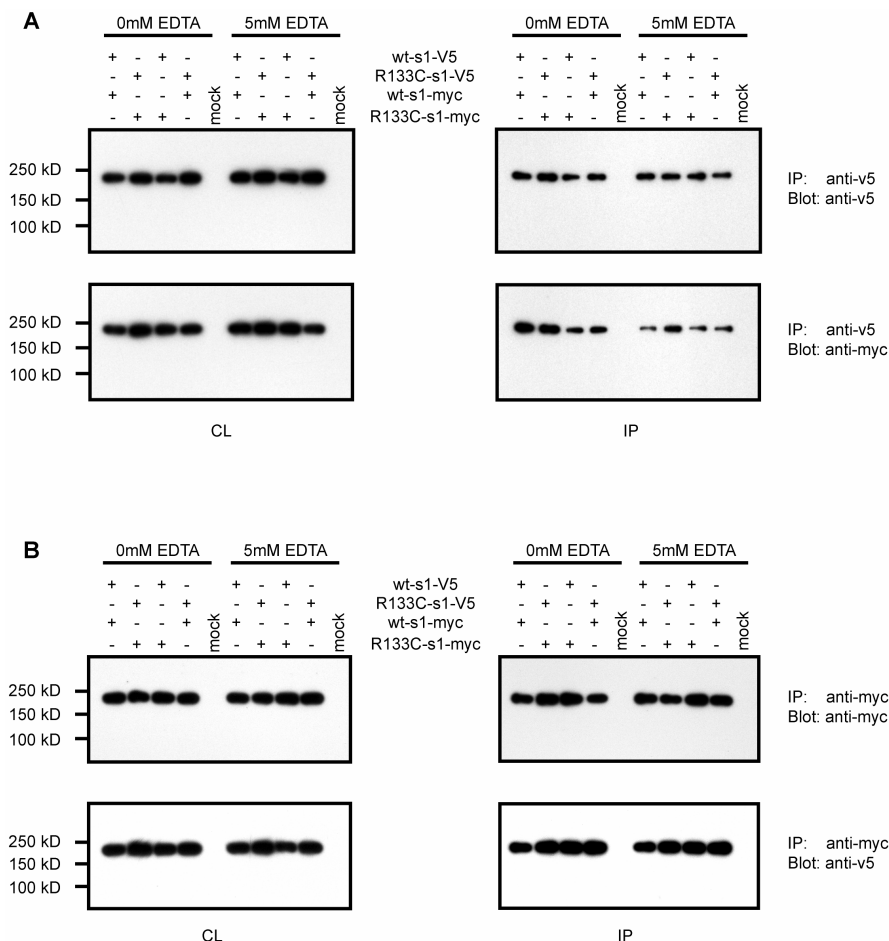 A
0mM EDTA 5mM EDTA 0mM EDTA 5mM EDTA
+ - + - + - + - wt-s1-V5 + - + - + - + -
- + - + - + - + R133C-s1-V5 - + - + - + - +
+ - - + mock + - - + mock wt-s1-myc + - - + mock + - - + mock
- + + - - + + - R133C-s1-myc - + + - - + + -
250 kD
150 kD
100 kD
IP: anti-v5
Blot: anti-v5
250 kD
150 kD
100 kD
IP: anti-v5
Blot: anti-myc
CL IP
B
0mM EDTA 5mM EDTA 0mM EDTA 5mM EDTA
+ - + - + - + - wt-s1-V5 + - + - + - + -
- + - + - + - + R133C-s1-V5 - + - + - + - +
+ - - + mock + - - + mock wt-s1-myc + - - + mock + - - + mock
- + + - - + + - R133C-s1-myc - + + - - + + -
250 kD
150 kD
100 kD
IP: anti-myc
Blot: anti-myc
250 kD
150 kD
100 kD
IP: anti-myc
Blot: anti-v5
CL IP